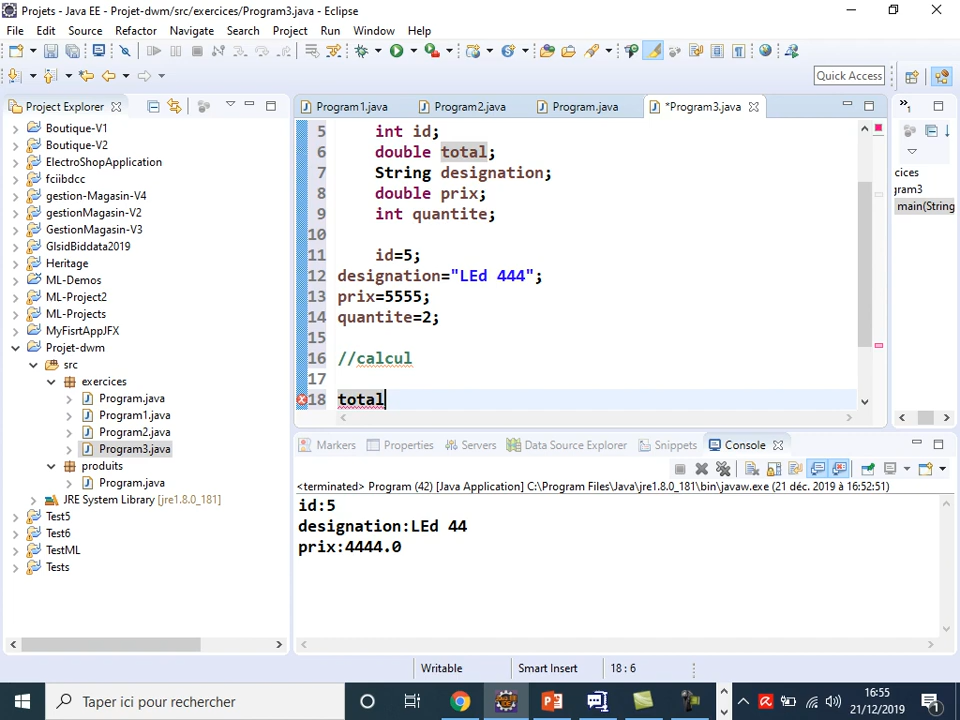 Projets - Java EE - Projet-dwm/src/exercices/Program3.java - Eclipse
File Edit Source Refactor Navigate Search Project Run Window Help
Quick Access
Project Explorer
Program1.java Program2.java Program.java *Program3.java
Boutique-V1
Boutique-V2
ElectroShopApplication
fciibdcc
gestion-Magasin-V4
gestionMagasin-V2
GestionMagasin-V3
GlsidBiddata2019
Heritage
ML-Demos
ML-Project2
ML-Projects
MyFisrtAppJFX
Projet-dwm
src
exercices
Program.java
Program1.java
Program2.java
Program3.java
produits
Program.java
JRE System Library [jre1.8.0_181]
Test5
Test6
TestML
Tests
5 int id;
6 double total;
7 String designation;
8 double prix;
9 int quantite;
10
11 id=5;
12 designation="LEd 444";
13 prix=5555;
14 quantite=2;
15
16 //calcul
17
18 total
»1
cices
gram3
main(String
Markers Properties Servers Data Source Explorer Snippets Console
<terminated> Program (42) [Java Application] C:\Program Files\Java\jre1.8.0_181\bin\javaw.exe (21 déc. 2019 à 16:52:51)
id:5
designation:LEd 44
prix:4444.0
Writable Smart Insert 18 : 6
Taper ici pour rechercher
16:55
21/12/2019
1